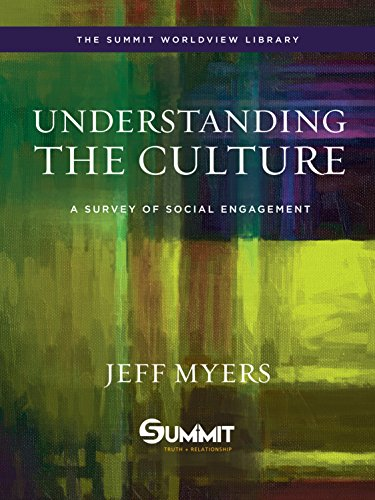 THE SUMMIT WORLDVIEW LIBRARY
UNDERSTANDING
THE CULTURE
A SURVEY OF SOCIAL ENGAGEMENT
JEFF MYERS
SUMMIT
TRUTH + RELATIONSHIP